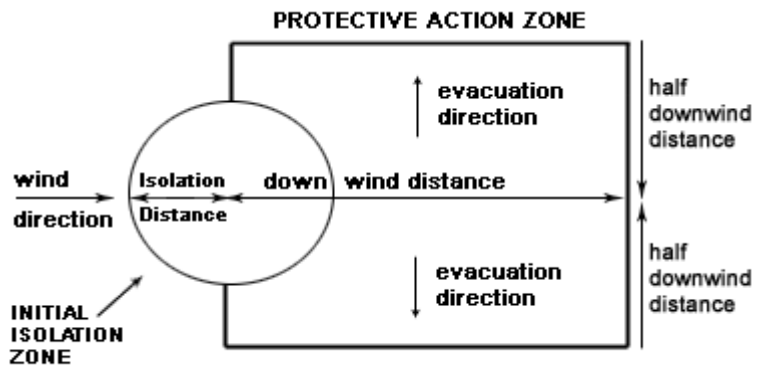 PROTECTIVE ACTION ZONE
evacuation
direction
half
downwind
distance
wind
direction
Isolation
Distance
down wind distance
evacuation
direction
half
downwind
distance
INITIAL
ISOLATION
ZONE